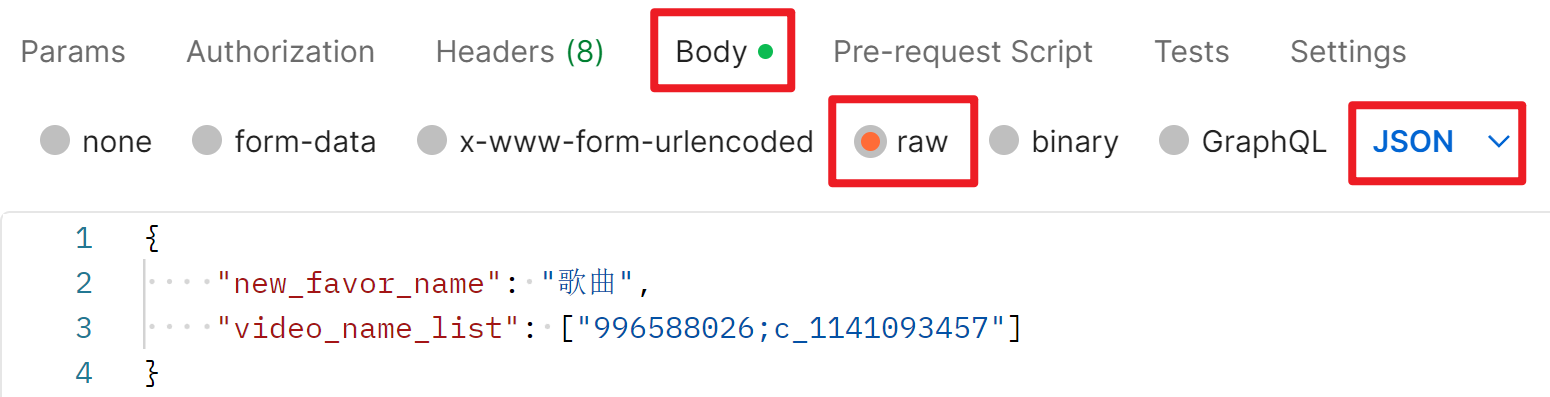 Params Authorization Headers (8) Body Pre-request Script Tests Settings
none form-data x-www-form-urlencoded raw binary GraphQL JSON
1 {
2 "new_favor_name": "歌曲",
3 "video_name_list": ["996588026;c_1141093457"]
4 }